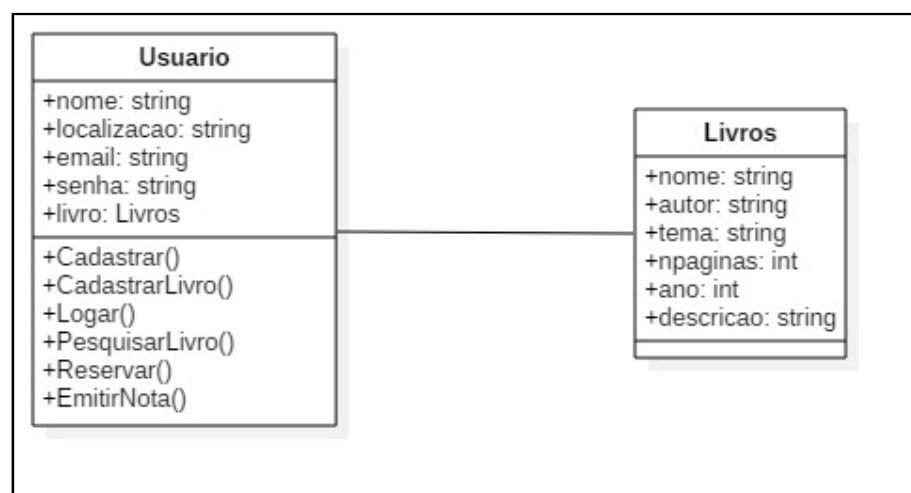 Usuario
+nome: string
+localizacao: string
+email: string
+senha: string
+livro: Livros
+Cadastrar()
+CadastrarLivro()
+Logar()
+PesquisarLivro()
+Reservar()
+EmitirNota()
Livros
+nome: string
+autor: string
+tema: string
+npaginas: int
+ano: int
+descricao: string